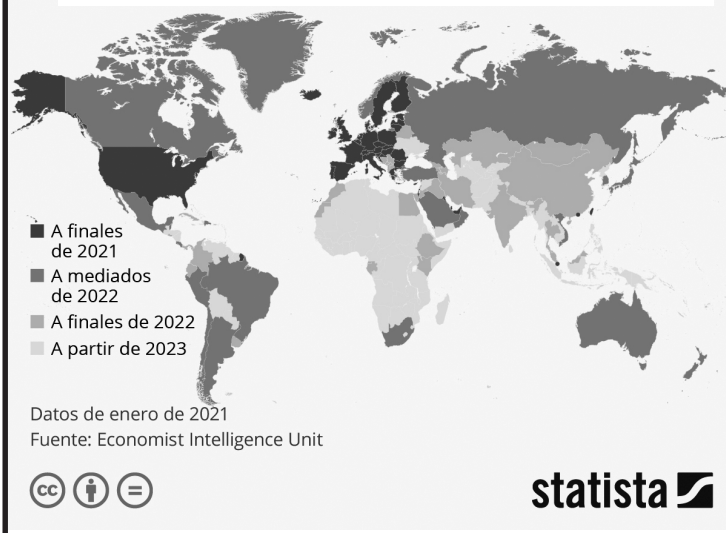 A finales
de 2021
A mediados
de 2022
A finales de 2022
A partir de 2023
Datos de enero de 2021
Fuente: Economist Intelligence Unit
cc
statista